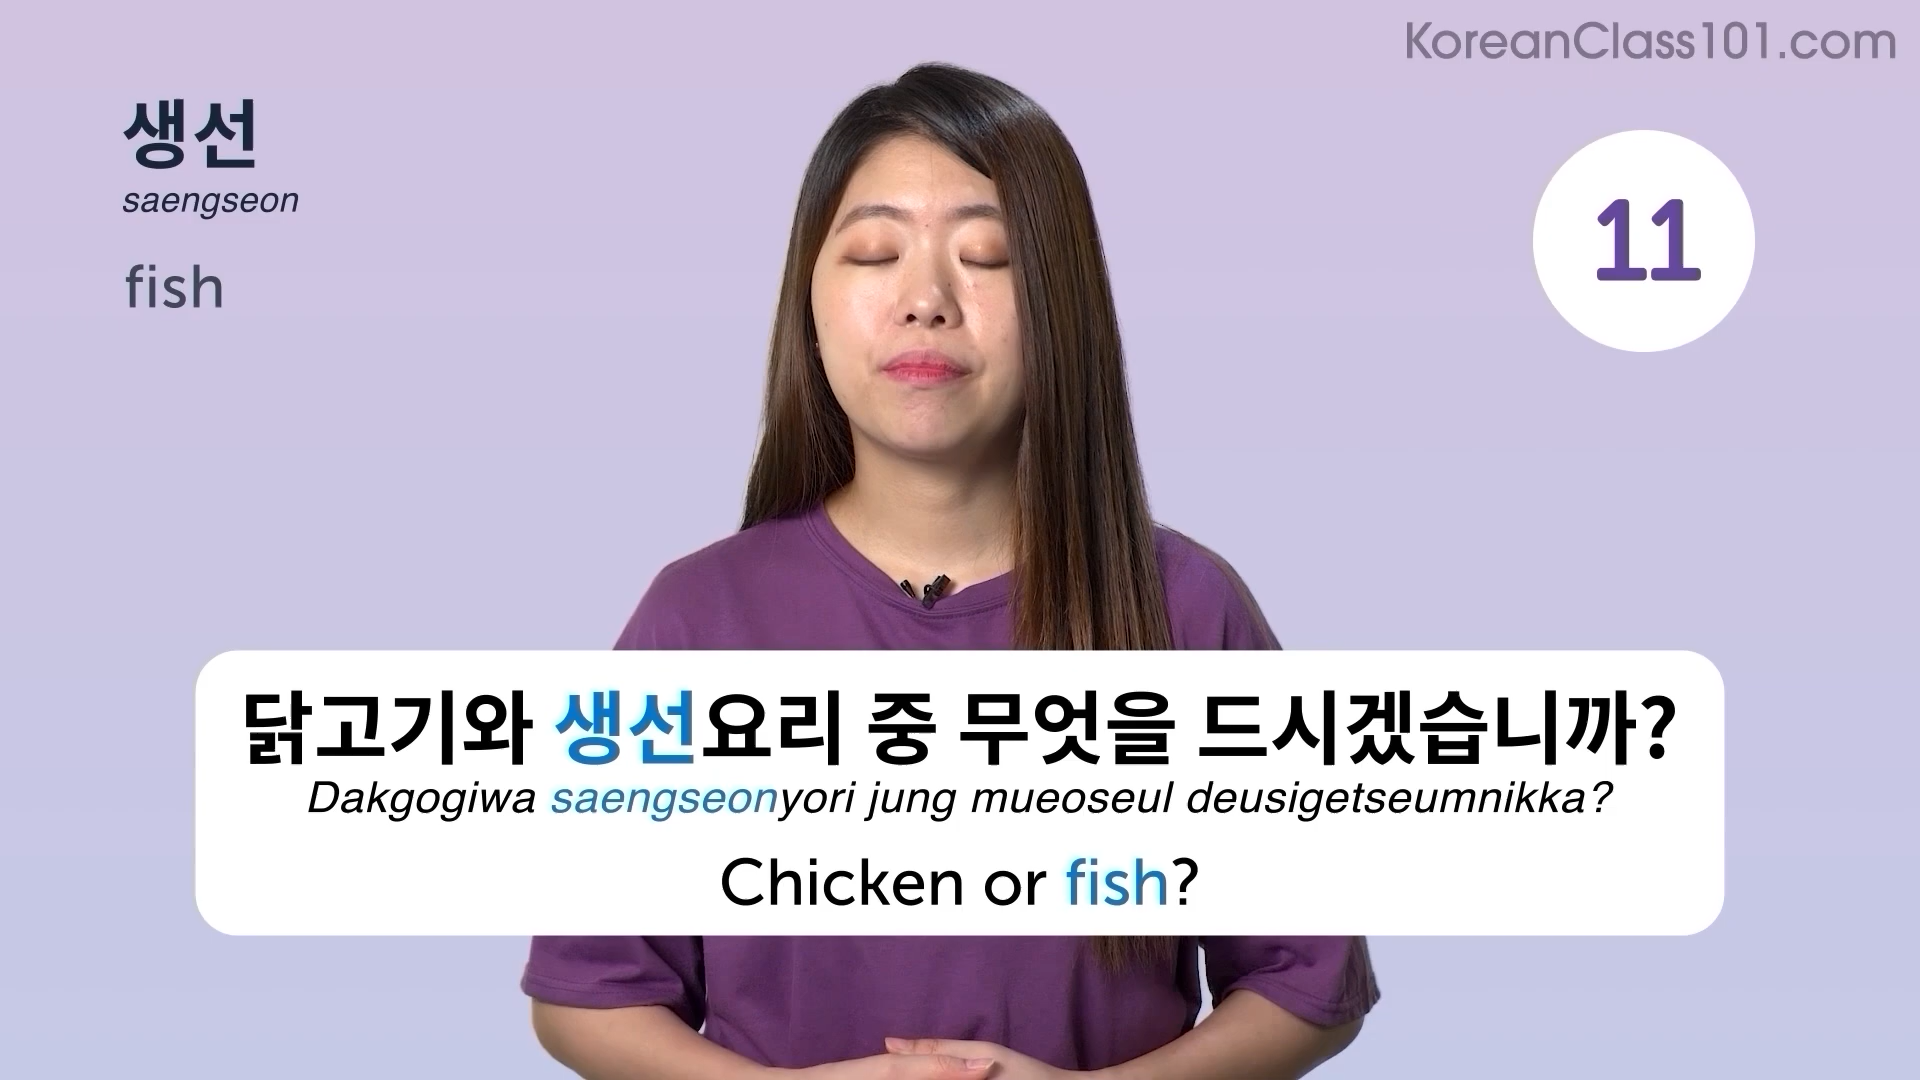 KoreanClass101.com
생선
saengseon
fish
11
닭고기와 생선요리 중 무엇을 드시겠습니까?
Dakgogiwa saengseonyori jung mueoseul deusigetseumnikka?
Chicken or fish?